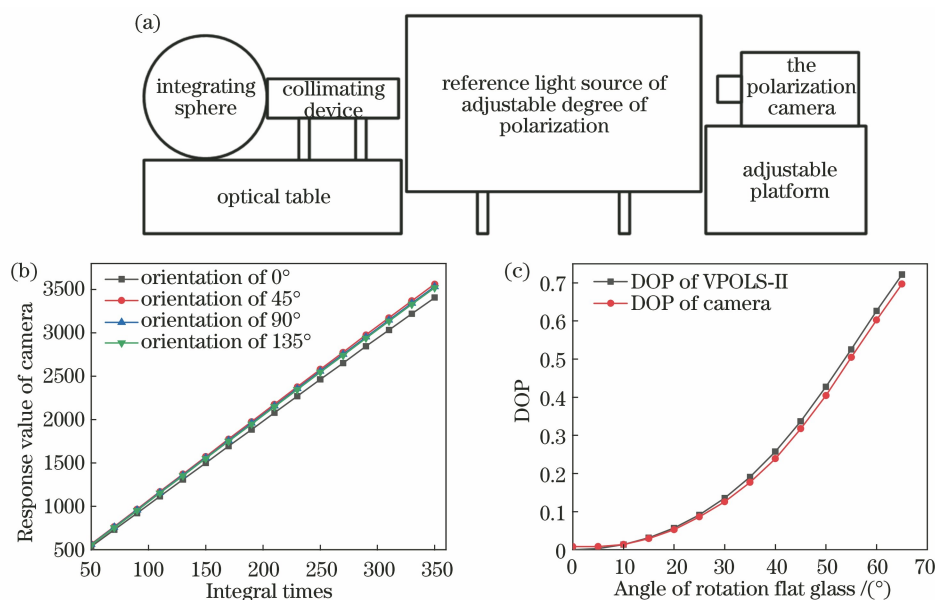 (a)
integrating
sphere
collimating
device
optical table
reference light source of
adjustable degree of
polarization
the
polarization
camera
adjustable
platform
(b)
orientation of 0°
orientation of 45°
orientation of 90°
orientation of 135°
Response value of camera
3500
3000
2500
2000
1500
1000
500
50
100
150
200
250
300
350
Integral times
(c)
DOP of VPOLS-II
DOP of camera
DOP
0.7
0.6
0.5
0.4
0.3
0.2
0.1
0
0
10
20
30
40
50
60
70
Angle of rotation flat glass /(°)